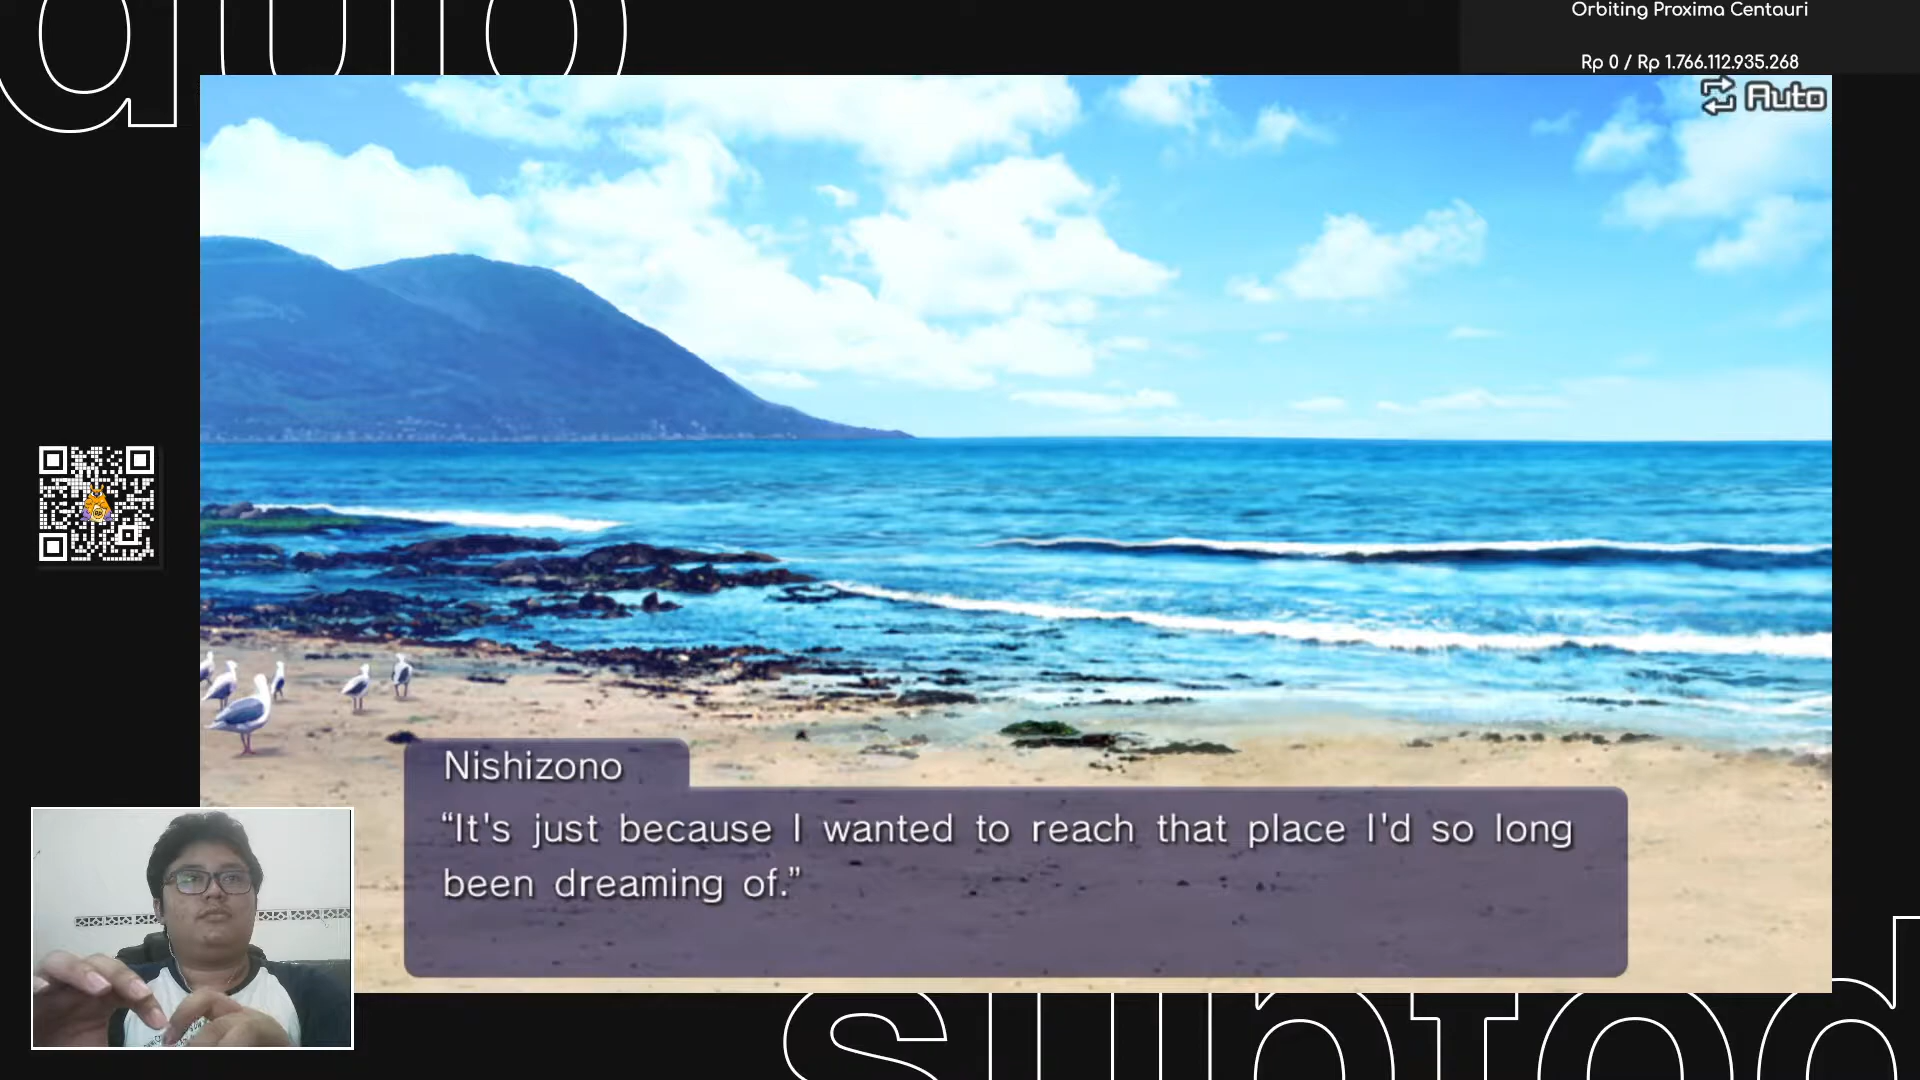 Orbiting Proxima Centauri
Rp 0 / Rp 1.766.112.935.268
Auto
Nishizono
“It's just because I wanted to reach that place I'd so long
been dreaming of.”